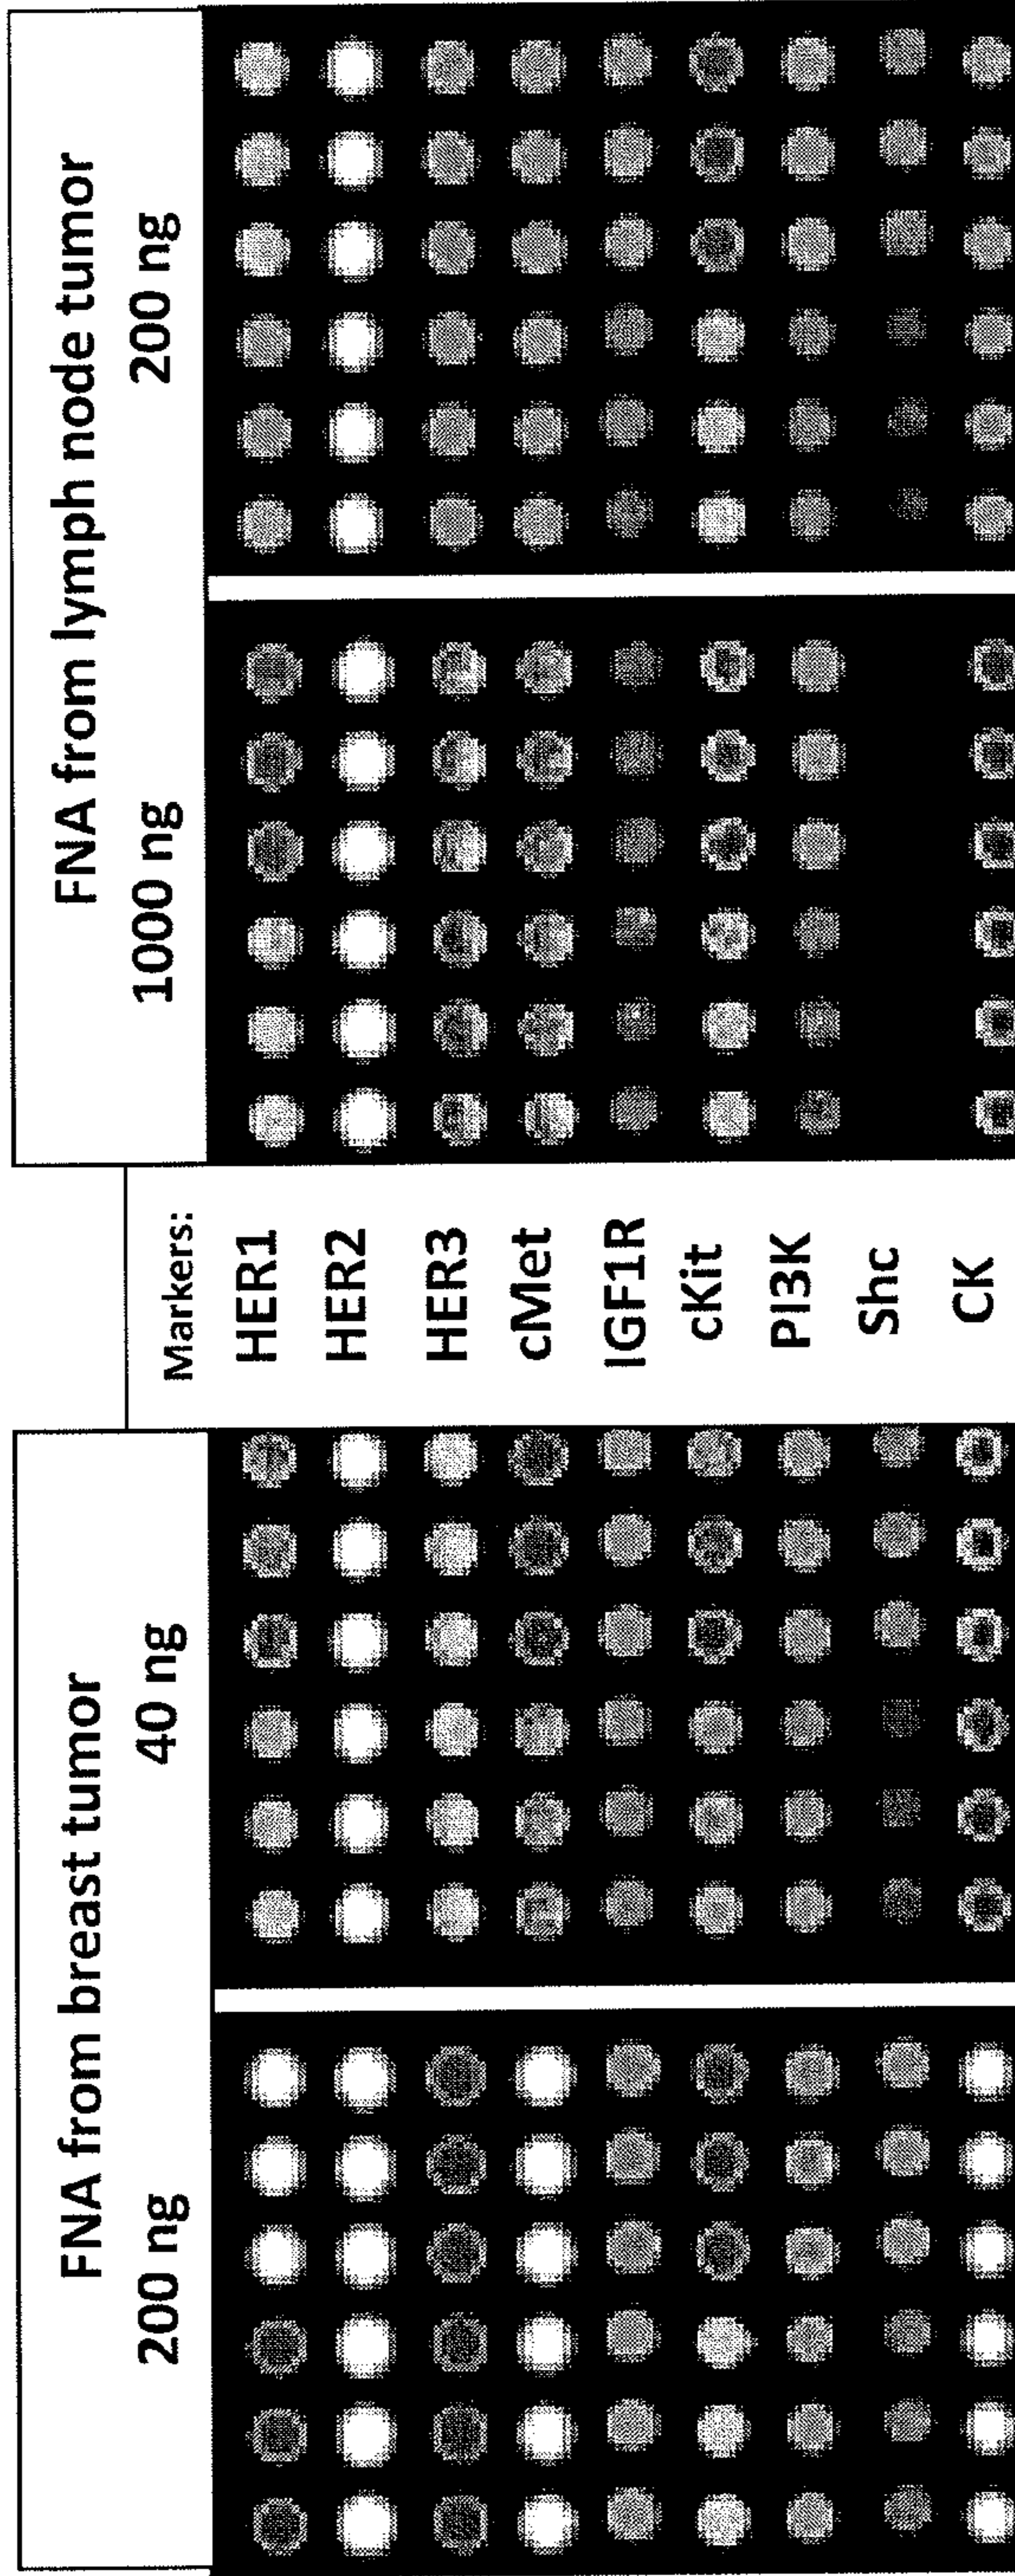 FNA from breast tumor
200 ng
40 ng
Markers:
HER1
HER2
HER3
cMet
IGF1R
cKit
PI3K
Shc
CK
FNA from lymph node tumor
1000 ng
200 ng